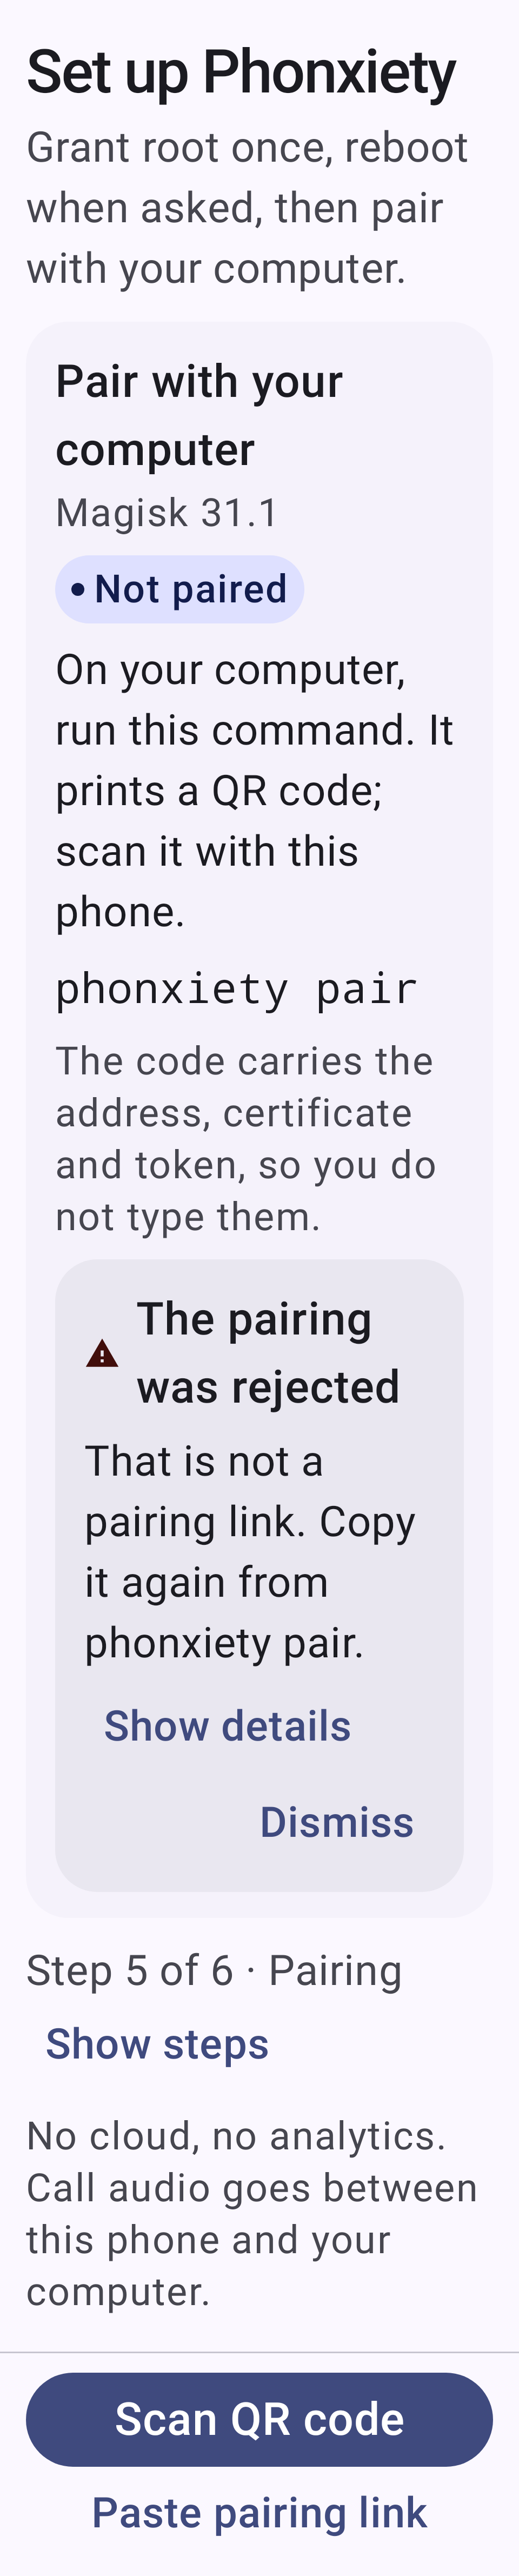 Set up Phonxiety
Grant root once, reboot
when asked, then pair
with your computer.
Pair with your
computer
Magisk 31.1
• Not paired
On your computer,
run this command. It
prints a QR code;
scan it with this
phone.
phonxiety pair
The code carries the
address, certificate
and token, so you do
not type them.
The pairing
was rejected
That is not a
pairing link. Copy
it again from
phonxiety pair.
Show details
Dismiss
Step 5 of 6 · Pairing
Show steps
No cloud, no analytics.
Call audio goes between
this phone and your
computer.
Scan QR code
Paste pairing link